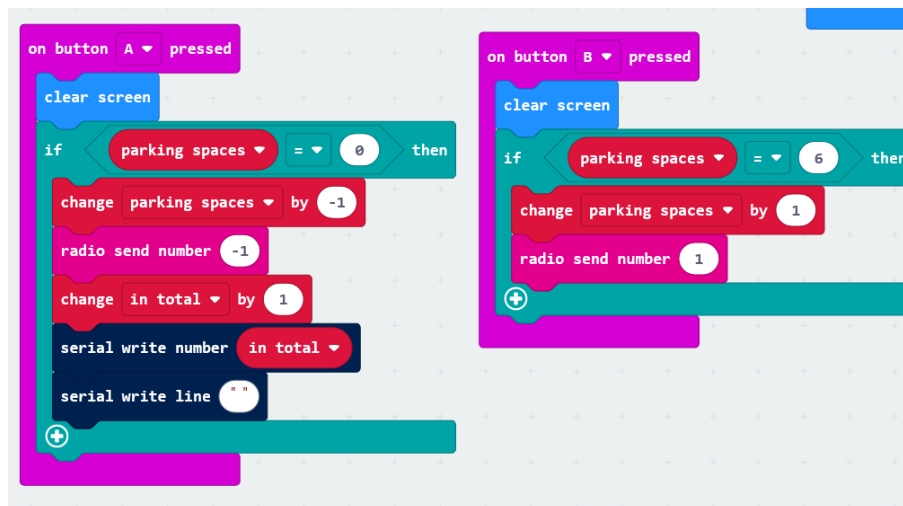 on button A pressed
clear screen
if parking spaces = 0 then
change parking spaces by -1
radio send number -1
change in total by 1
serial write number in total
serial write line " "
on button B pressed
clear screen
if parking spaces = 6 then
change parking spaces by 1
radio send number 1